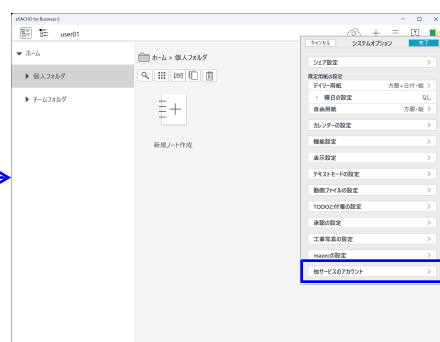 eYACHO for Business 6
user01
キャンセル システムオプション 完了
ホーム
個人フォルダ
チームフォルダ
ホーム > 個人フォルダ
新規ノート作成
シェア設定
既定用紙の設定
デイリー用紙 方眼+日付・縦
曜日の設定 なし
自由用紙 方眼・縦
カレンダーの設定
機能設定
表示設定
テキストモードの設定
動画ファイルの設定
TODOと付箋の設定
承認の設定
工事写真の設定
mazecの設定
他サービスのアカウント